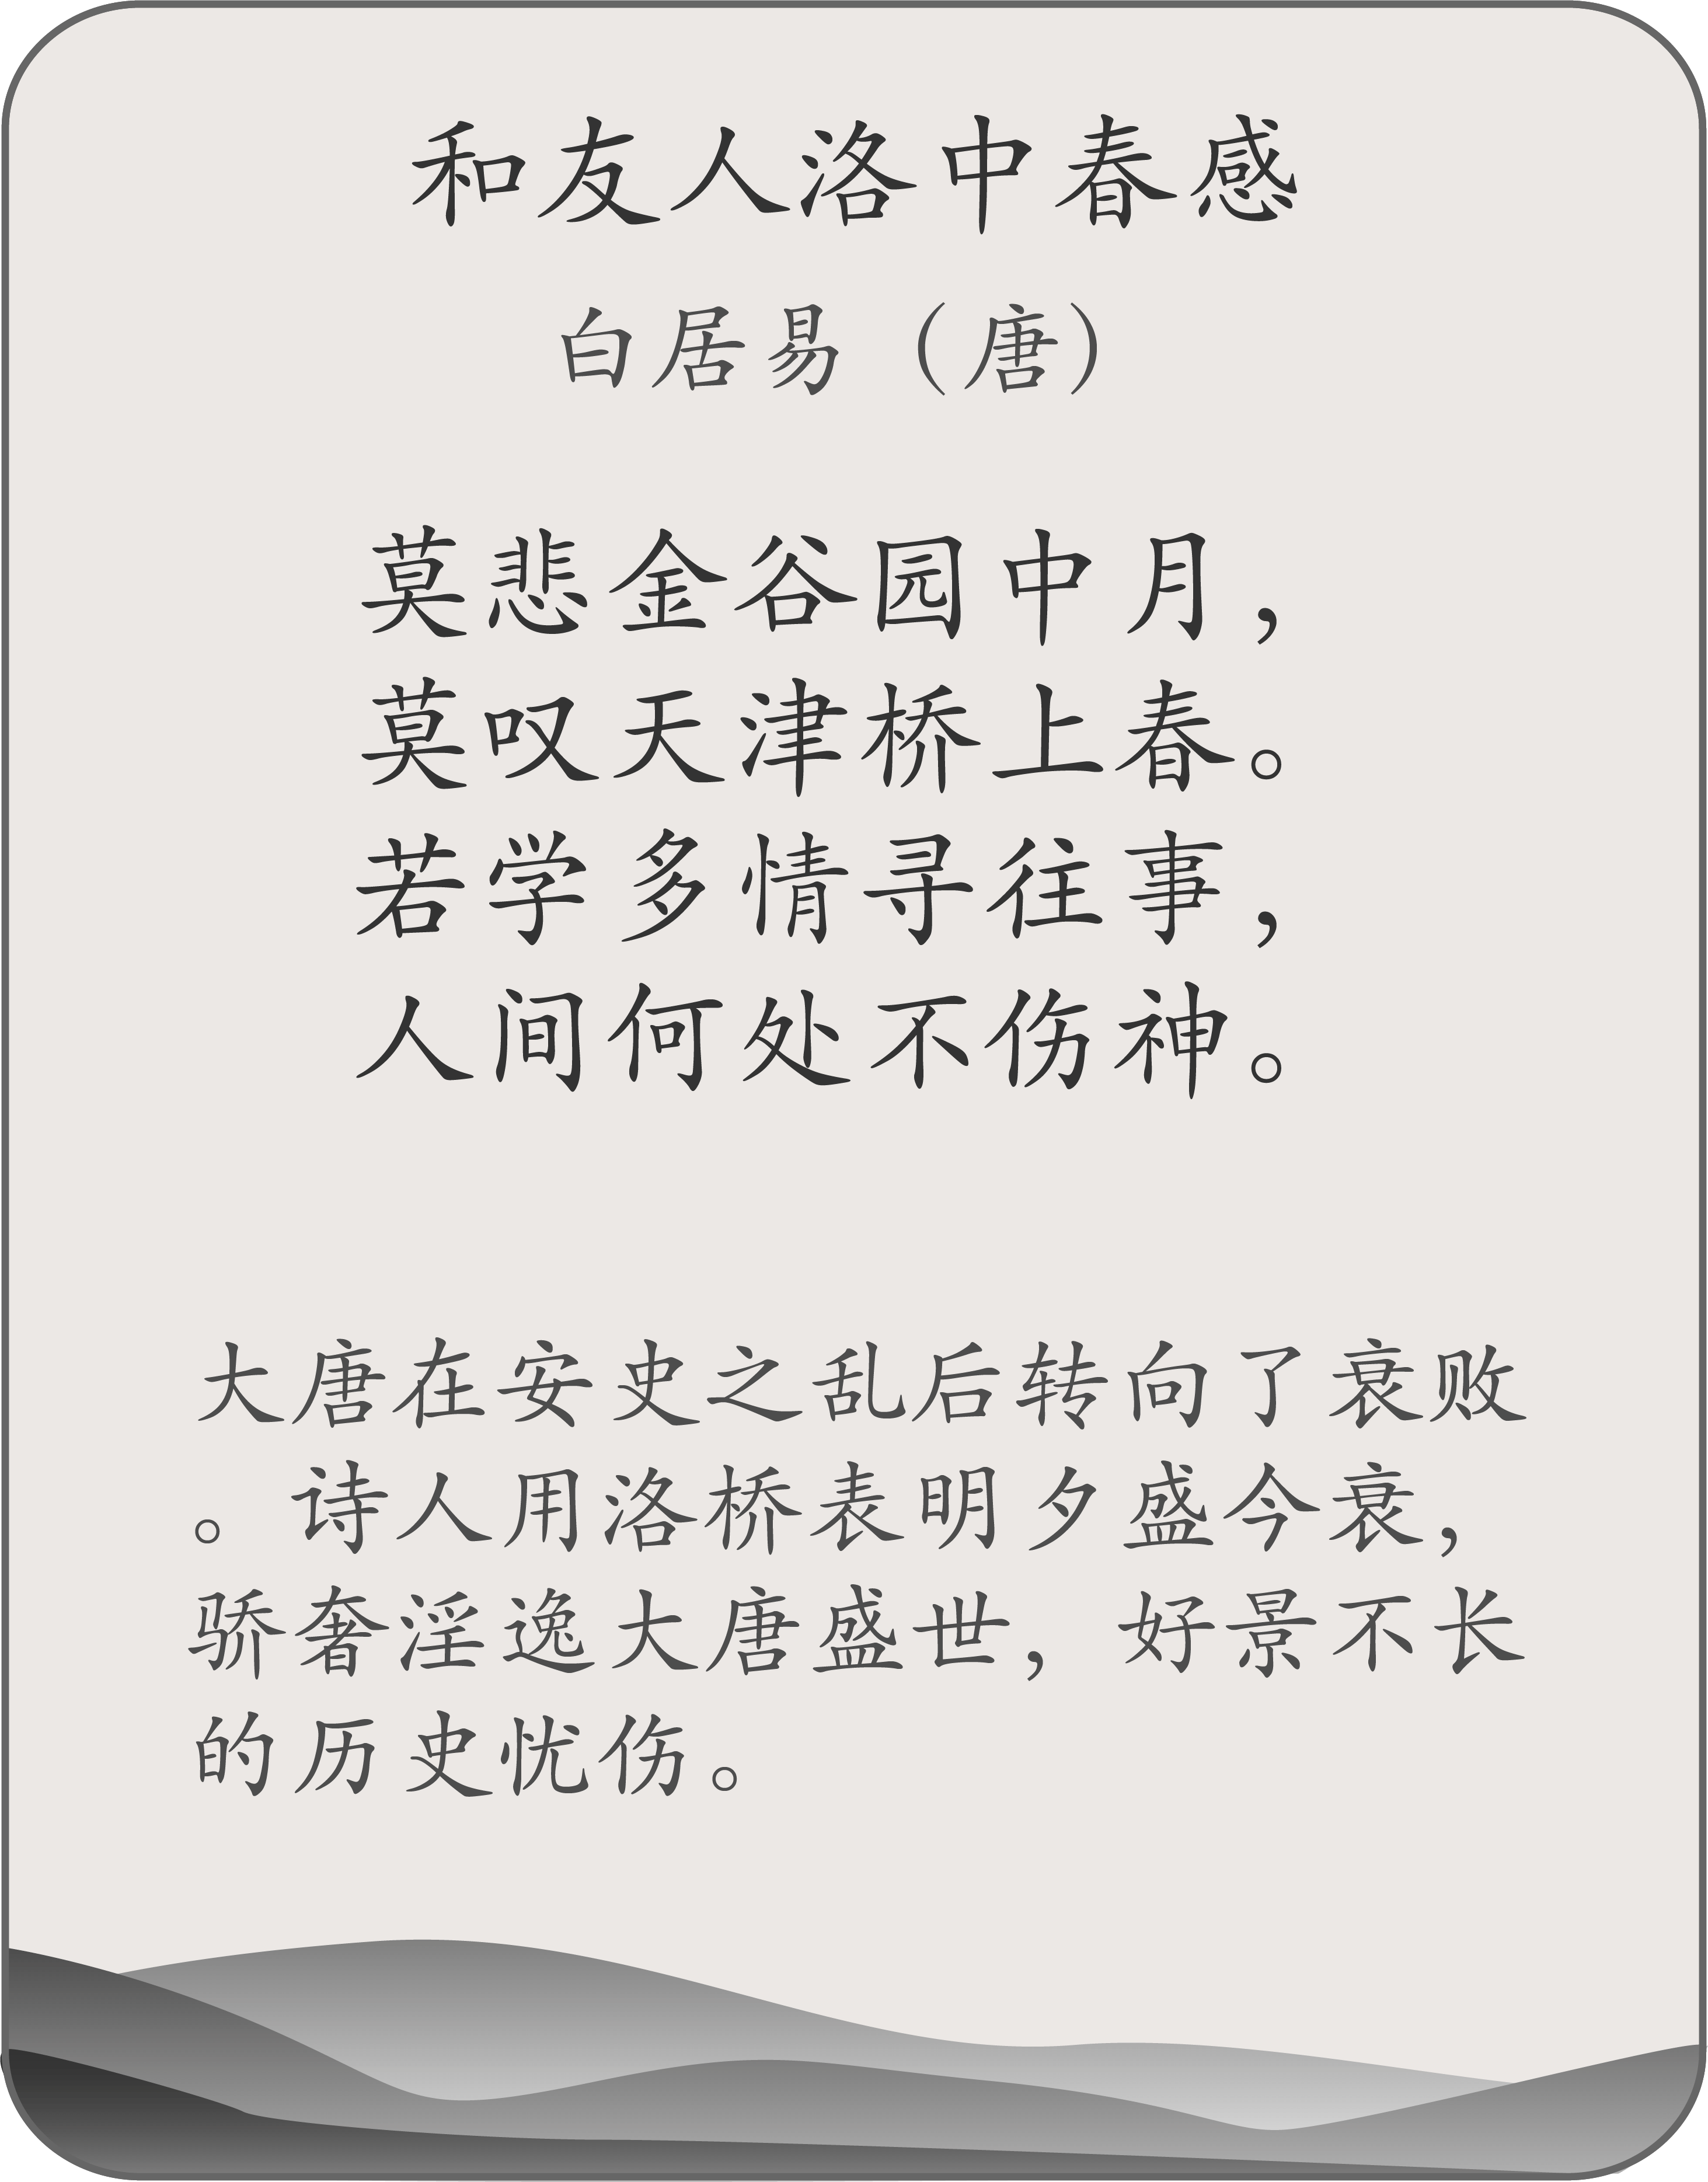 和友人洛中春感
白居易（唐）
莫悲金谷园中月，
莫叹天津桥上春。
若学多情寻往事，
人间何处不伤神。
大唐在安史之乱后转向了衰败
。诗人用洛桥表明夕盛今衰，
骄奢淫逸大唐盛世，好景不长
的历史忧伤。